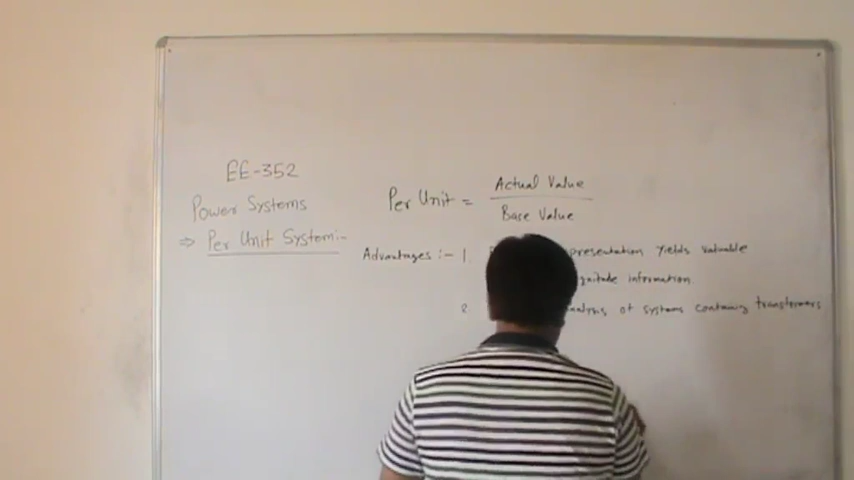 EE-352
Power Systems
⇒ Per Unit System:-
Per Unit = Actual Value
Base Value
Advantages :- 1. presentation Yields valuable
information
2 of systems containing transformers